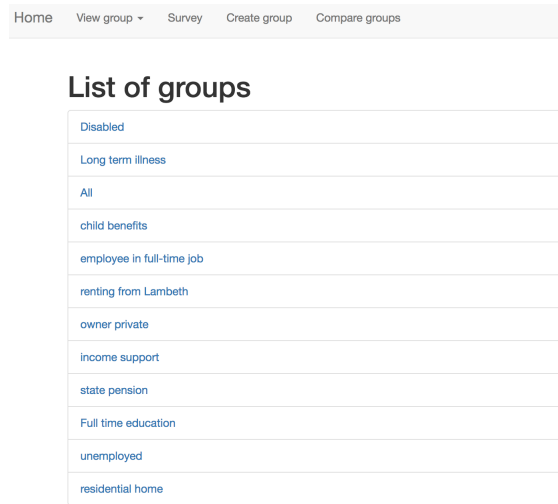 Home View group Survey Create group Compare groups
List of groups
Disabled
Long term illness
All
child benefits
employee in full-time job
renting from Lambeth
owner private
income support
state pension
Full time education
unemployed
residential home